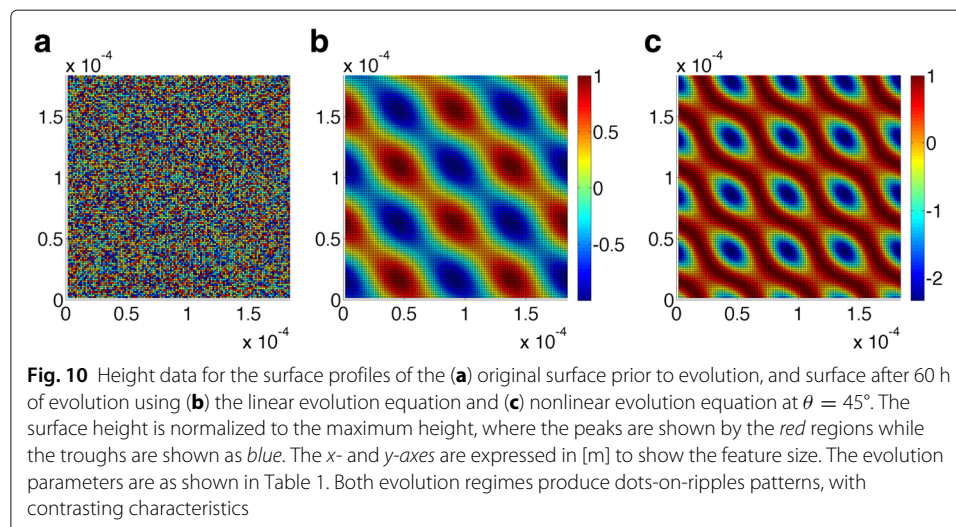 a
b
c
x 10⁻⁴
x 10⁻⁴
x 10⁻⁴
1.5
1
0.5
0
0
0.5
1
1.5
x 10⁻⁴
1.5
1
0.5
0
0
0.5
1
1.5
x 10⁻⁴
1
0.5
0
-0.5
1.5
1
0.5
0
0
0.5
1
1.5
x 10⁻⁴
1
0
-1
-2
Fig. 10 Height data for the surface profiles of the (a) original surface prior to evolution, and surface after 60 h
of evolution using (b) the linear evolution equation and (c) nonlinear evolution equation at θ = 45°. The
surface height is normalized to the maximum height, where the peaks are shown by the red regions while
the troughs are shown as blue. The x- and y-axes are expressed in [m] to show the feature size. The evolution
parameters are as shown in Table 1. Both evolution regimes produce dots-on-ripples patterns, with
contrasting characteristics